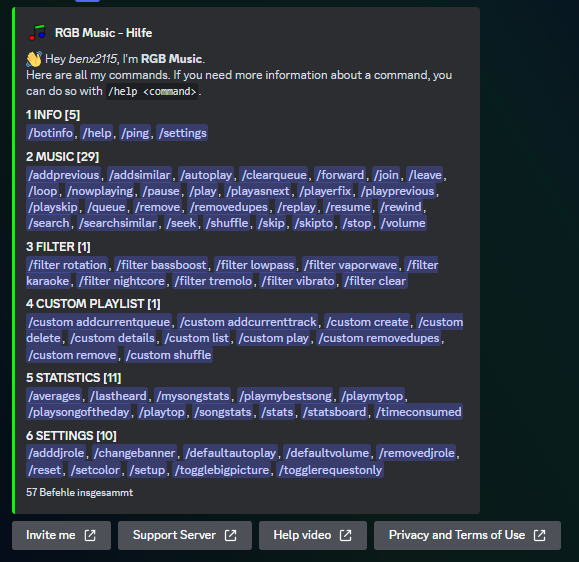 RGB Music - Hilfe
Hey benx2115, I'm RGB Music.
Here are all my commands. If you need more information about a command, you
can do so with /help <command>.
1 INFO [5]
/botinfo, /help, /ping, /settings
2 MUSIC [29]
/addprevious, /addsimilar, /autoplay, /clearqueue, /forward, /join, /leave,
/loop, /nowplaying, /pause, /play, /playasnext, /playerfix, /playprevious,
/playskip, /queue, /remove, /removedupes, /replay, /resume, /rewind,
/search, /searchsimilar, /seek, /shuffle, /skip, /skipto, /stop, /volume
3 FILTER [1]
/filter rotation, /filter bassboost, /filter lowpass, /filter vaporwave, /filter
karaoke, /filter nightcore, /filter tremolo, /filter vibrato, /filter clear
4 CUSTOM PLAYLIST [1]
/custom addcurrentqueue, /custom addcurrenttrack, /custom create, /custom
delete, /custom details, /custom list, /custom play, /custom removedupes,
/custom remove, /custom shuffle
5 STATISTICS [11]
/averages, /lastheard, /mysongstats, /playmybestsong, /playmytop,
/playsongoftheday, /playtop, /songstats, /stats, /statsboard, /timeconsumed
6 SETTINGS [10]
/adddjrole, /changebanner, /defaultautoplay, /defaultvolume, /removedjrole,
/reset, /setcolor, /setup, /togglebigpicture, /togglerequestonly
57 Befehle insgesammt
Invite me Support Server Help video Privacy and Terms of Use